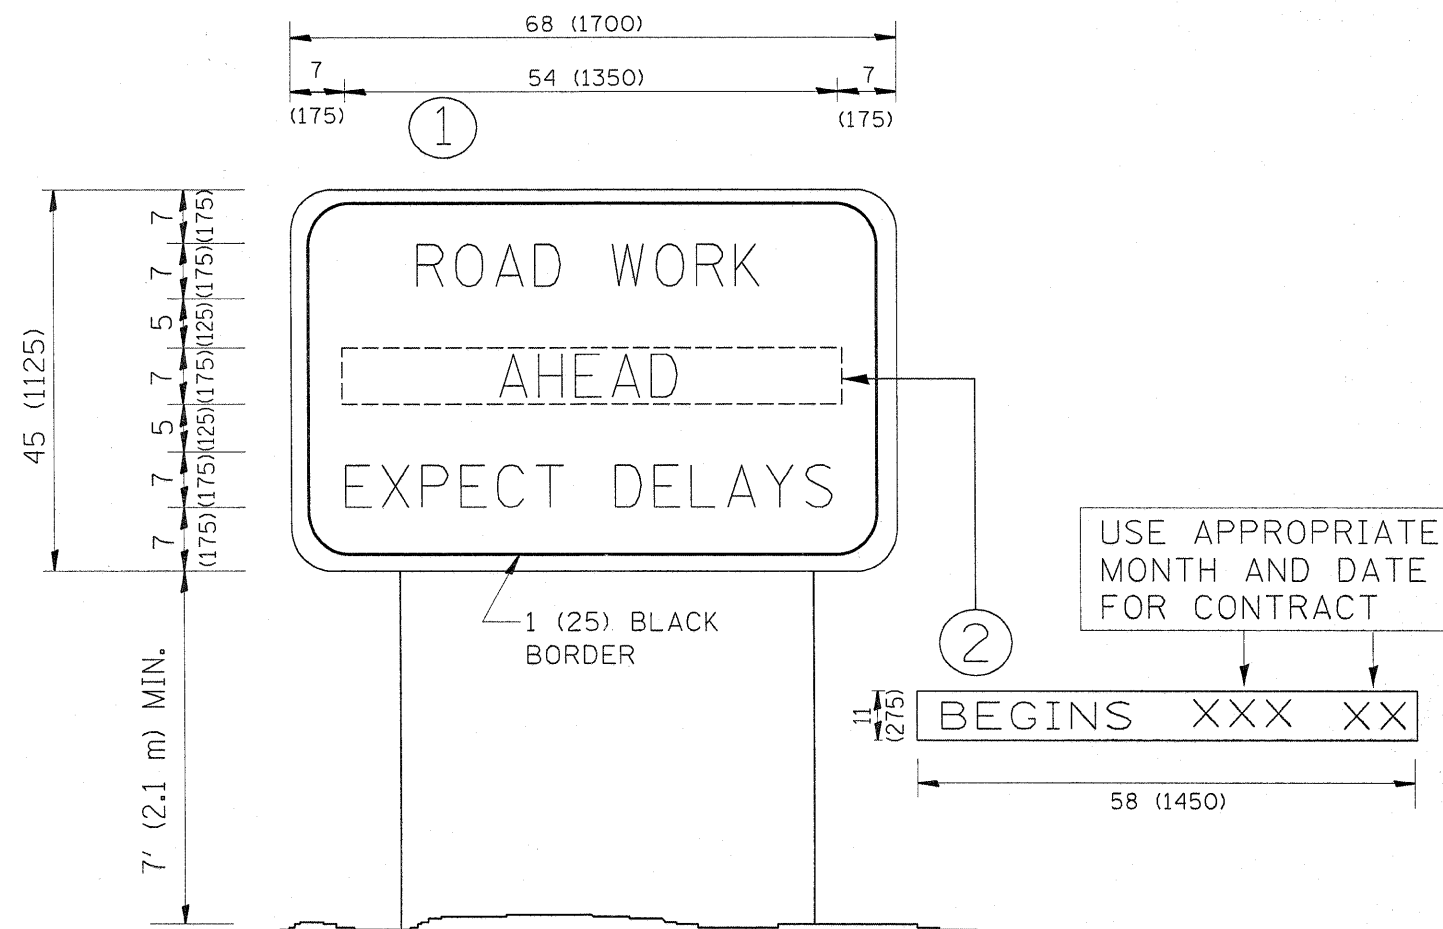 68 (1700)
7 54 (1350) 7
(175) (175)
1
7 (175)
ROAD WORK
7 (175)
5 (125)
7 (175)
AHEAD
45 (1125)
5 (125)
7 (175)
EXPECT DELAYS
7 (175)
USE APPROPRIATE
MONTH AND DATE
FOR CONTRACT
1 (25) BLACK
BORDER
2
7' (2.1 m) MIN.
11
(275)
BEGINS XXX XX
58 (1450)